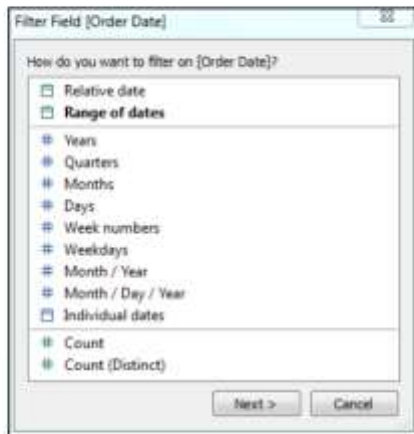 Filter Field [Order Date]
How do you want to filter on [Order Date]?
Relative date
Range of dates
Years
Quarters
Months
Days
Week numbers
Weekdays
Month / Year
Month / Day / Year
Individual dates
Count
Count (Distinct)
Next > Cancel